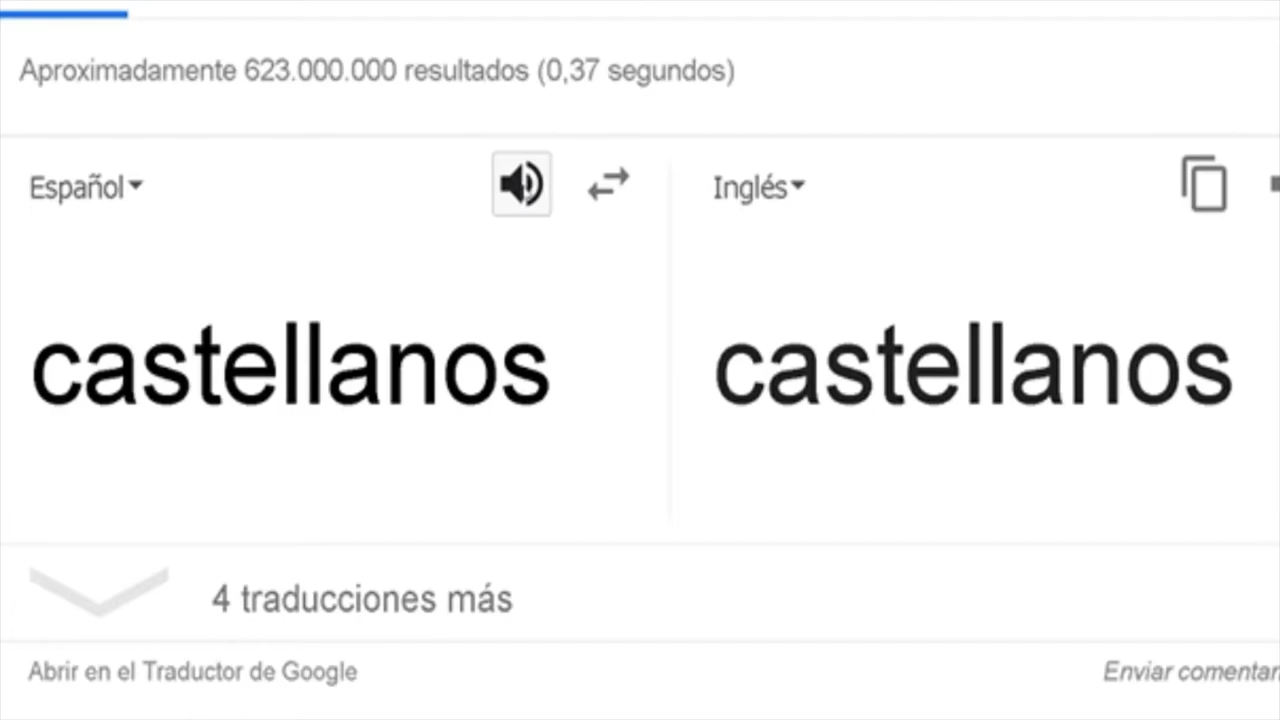 Aproximadamente 623.000.000 resultados (0,37 segundos)
Español
Inglés
castellanos
castellanos
4 traducciones más
Abrir en el Traductor de Google
Enviar comentar